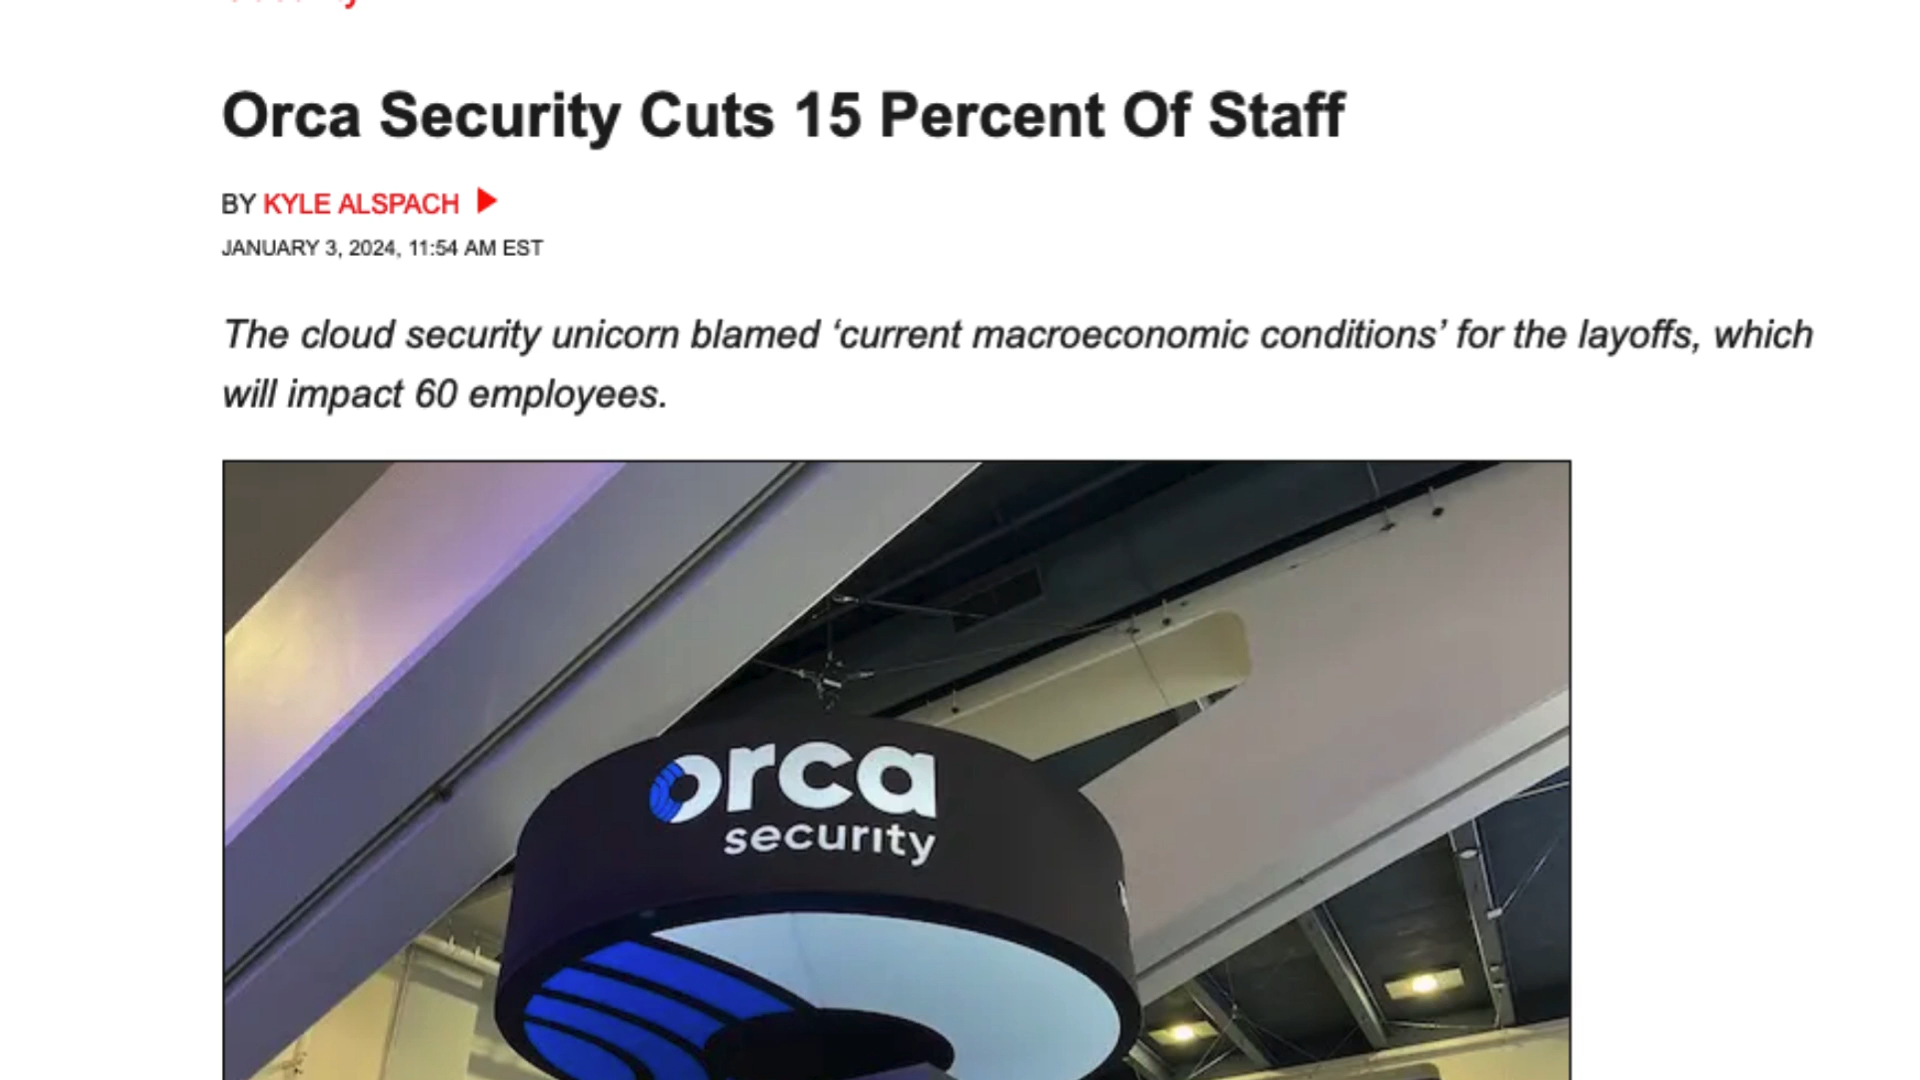 Orca Security Cuts 15 Percent Of Staff
BY KYLE ALSPACH
JANUARY 3, 2024, 11:54 AM EST
The cloud security unicorn blamed ‘current macroeconomic conditions’ for the layoffs, which
will impact 60 employees.
orca
security